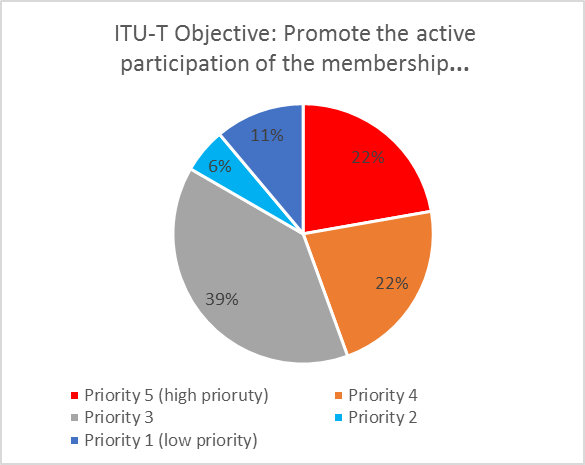 ITU-T Objective: Promote the active
participation of the membership...
11%
22%
6%
22%
39%
Priority 5 (high prioruty)
Priority 4
Priority 3
Priority 2
Priority 1 (low priority)